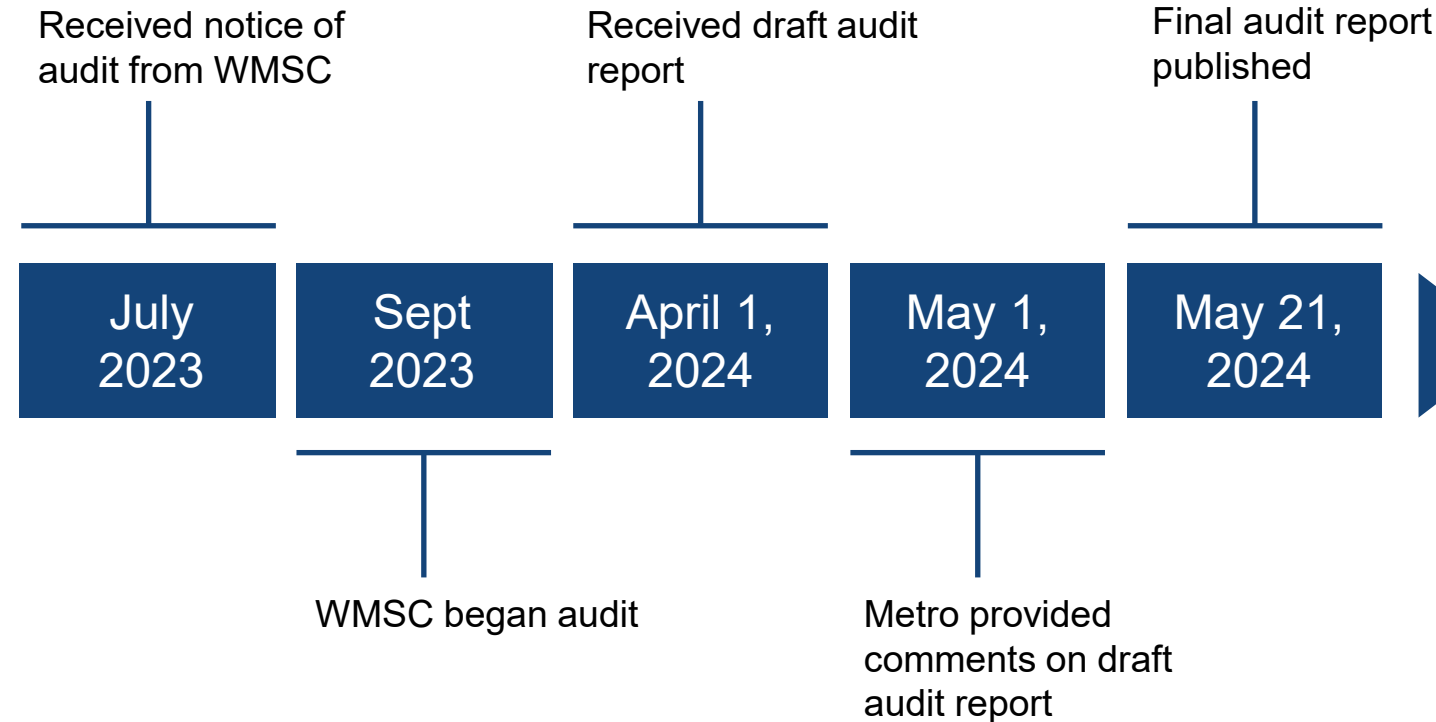 Received notice of
audit from WMSC
Received draft audit
report
Final audit report
published
July
2023
Sept
2023
April 1,
2024
May 1,
2024
May 21,
2024
WMSC began audit
Metro provided
comments on draft
audit report